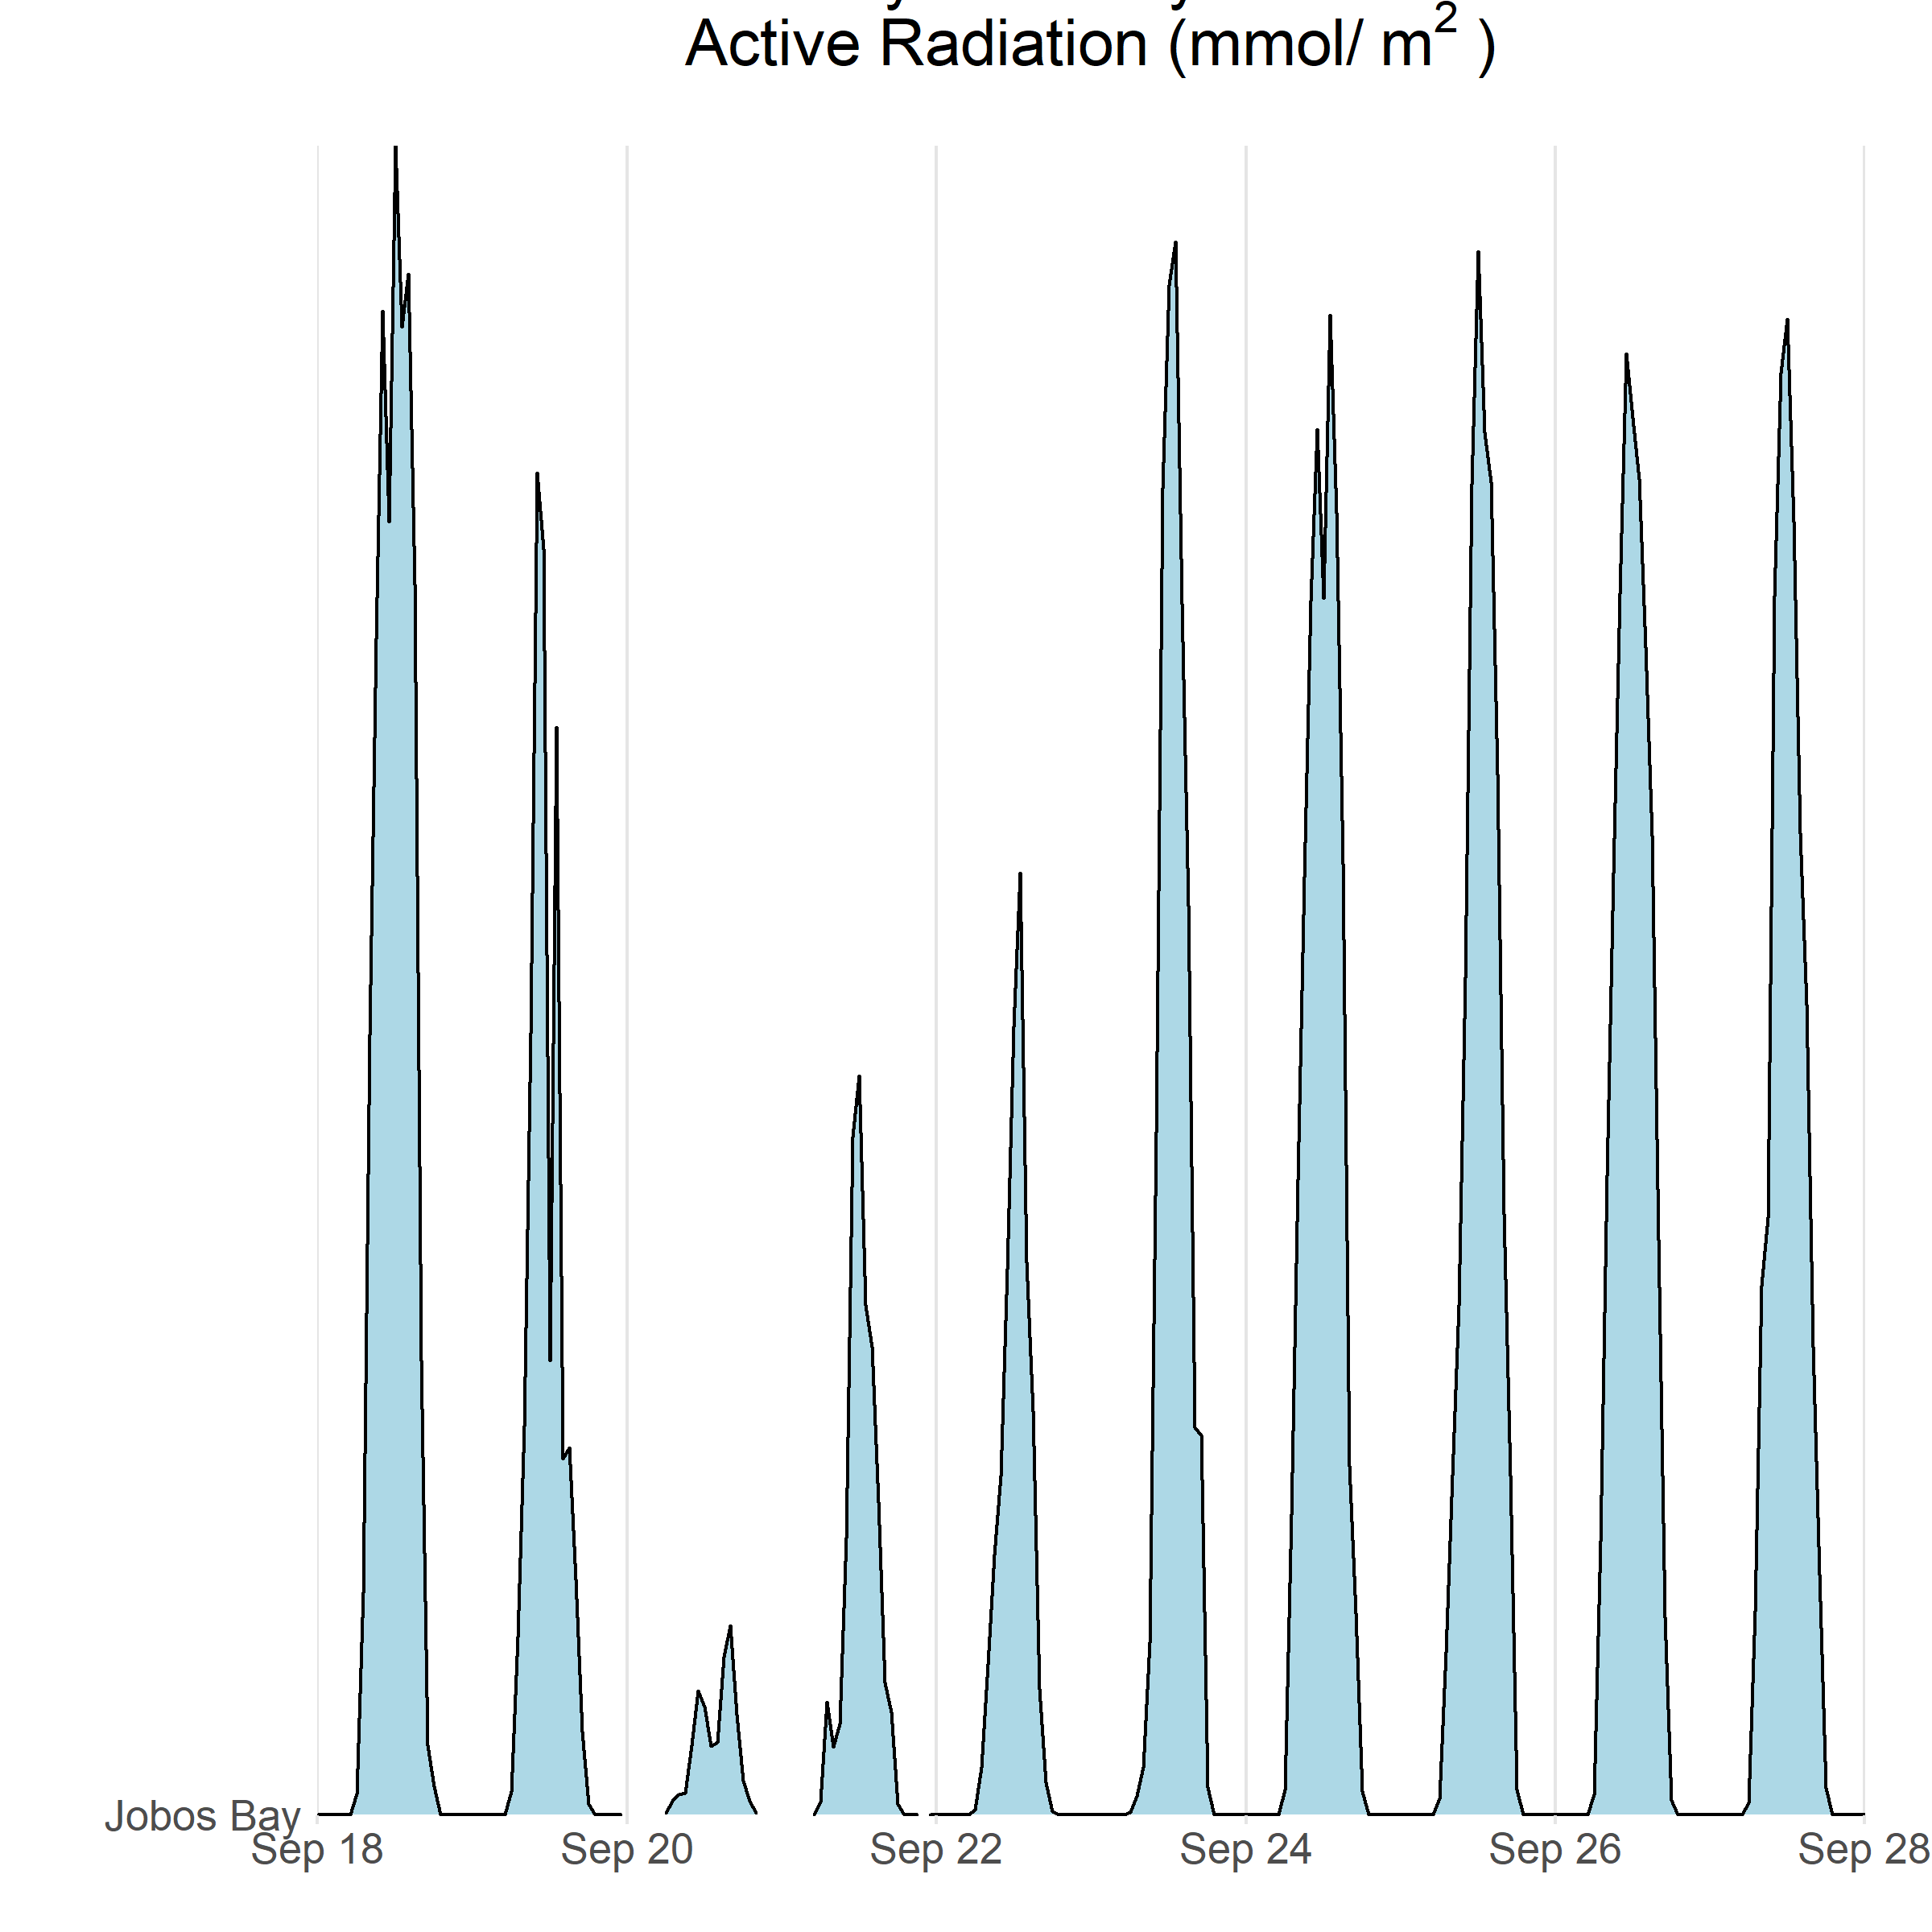 Active Radiation (mmol/ m² )
Jobos Bay
Sep 18
Sep 20
Sep 22
Sep 24
Sep 26
Sep 28